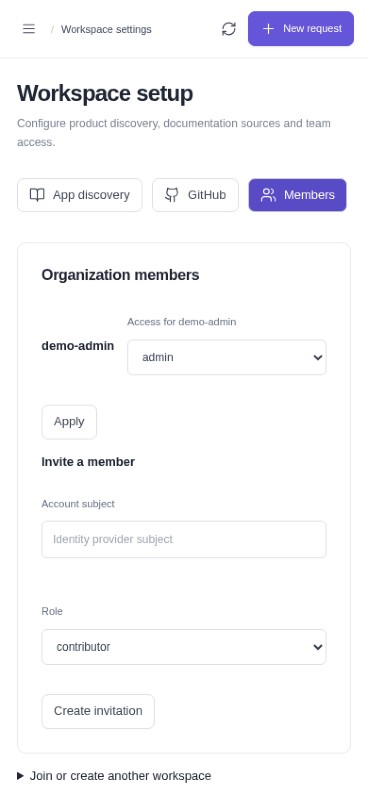 / Workspace settings
New request
Workspace setup
Configure product discovery, documentation sources and team
access.
App discovery
GitHub
Members
Organization members
Access for demo-admin
demo-admin
admin
Apply
Invite a member
Account subject
Identity provider subject
Role
contributor
Create invitation
Join or create another workspace